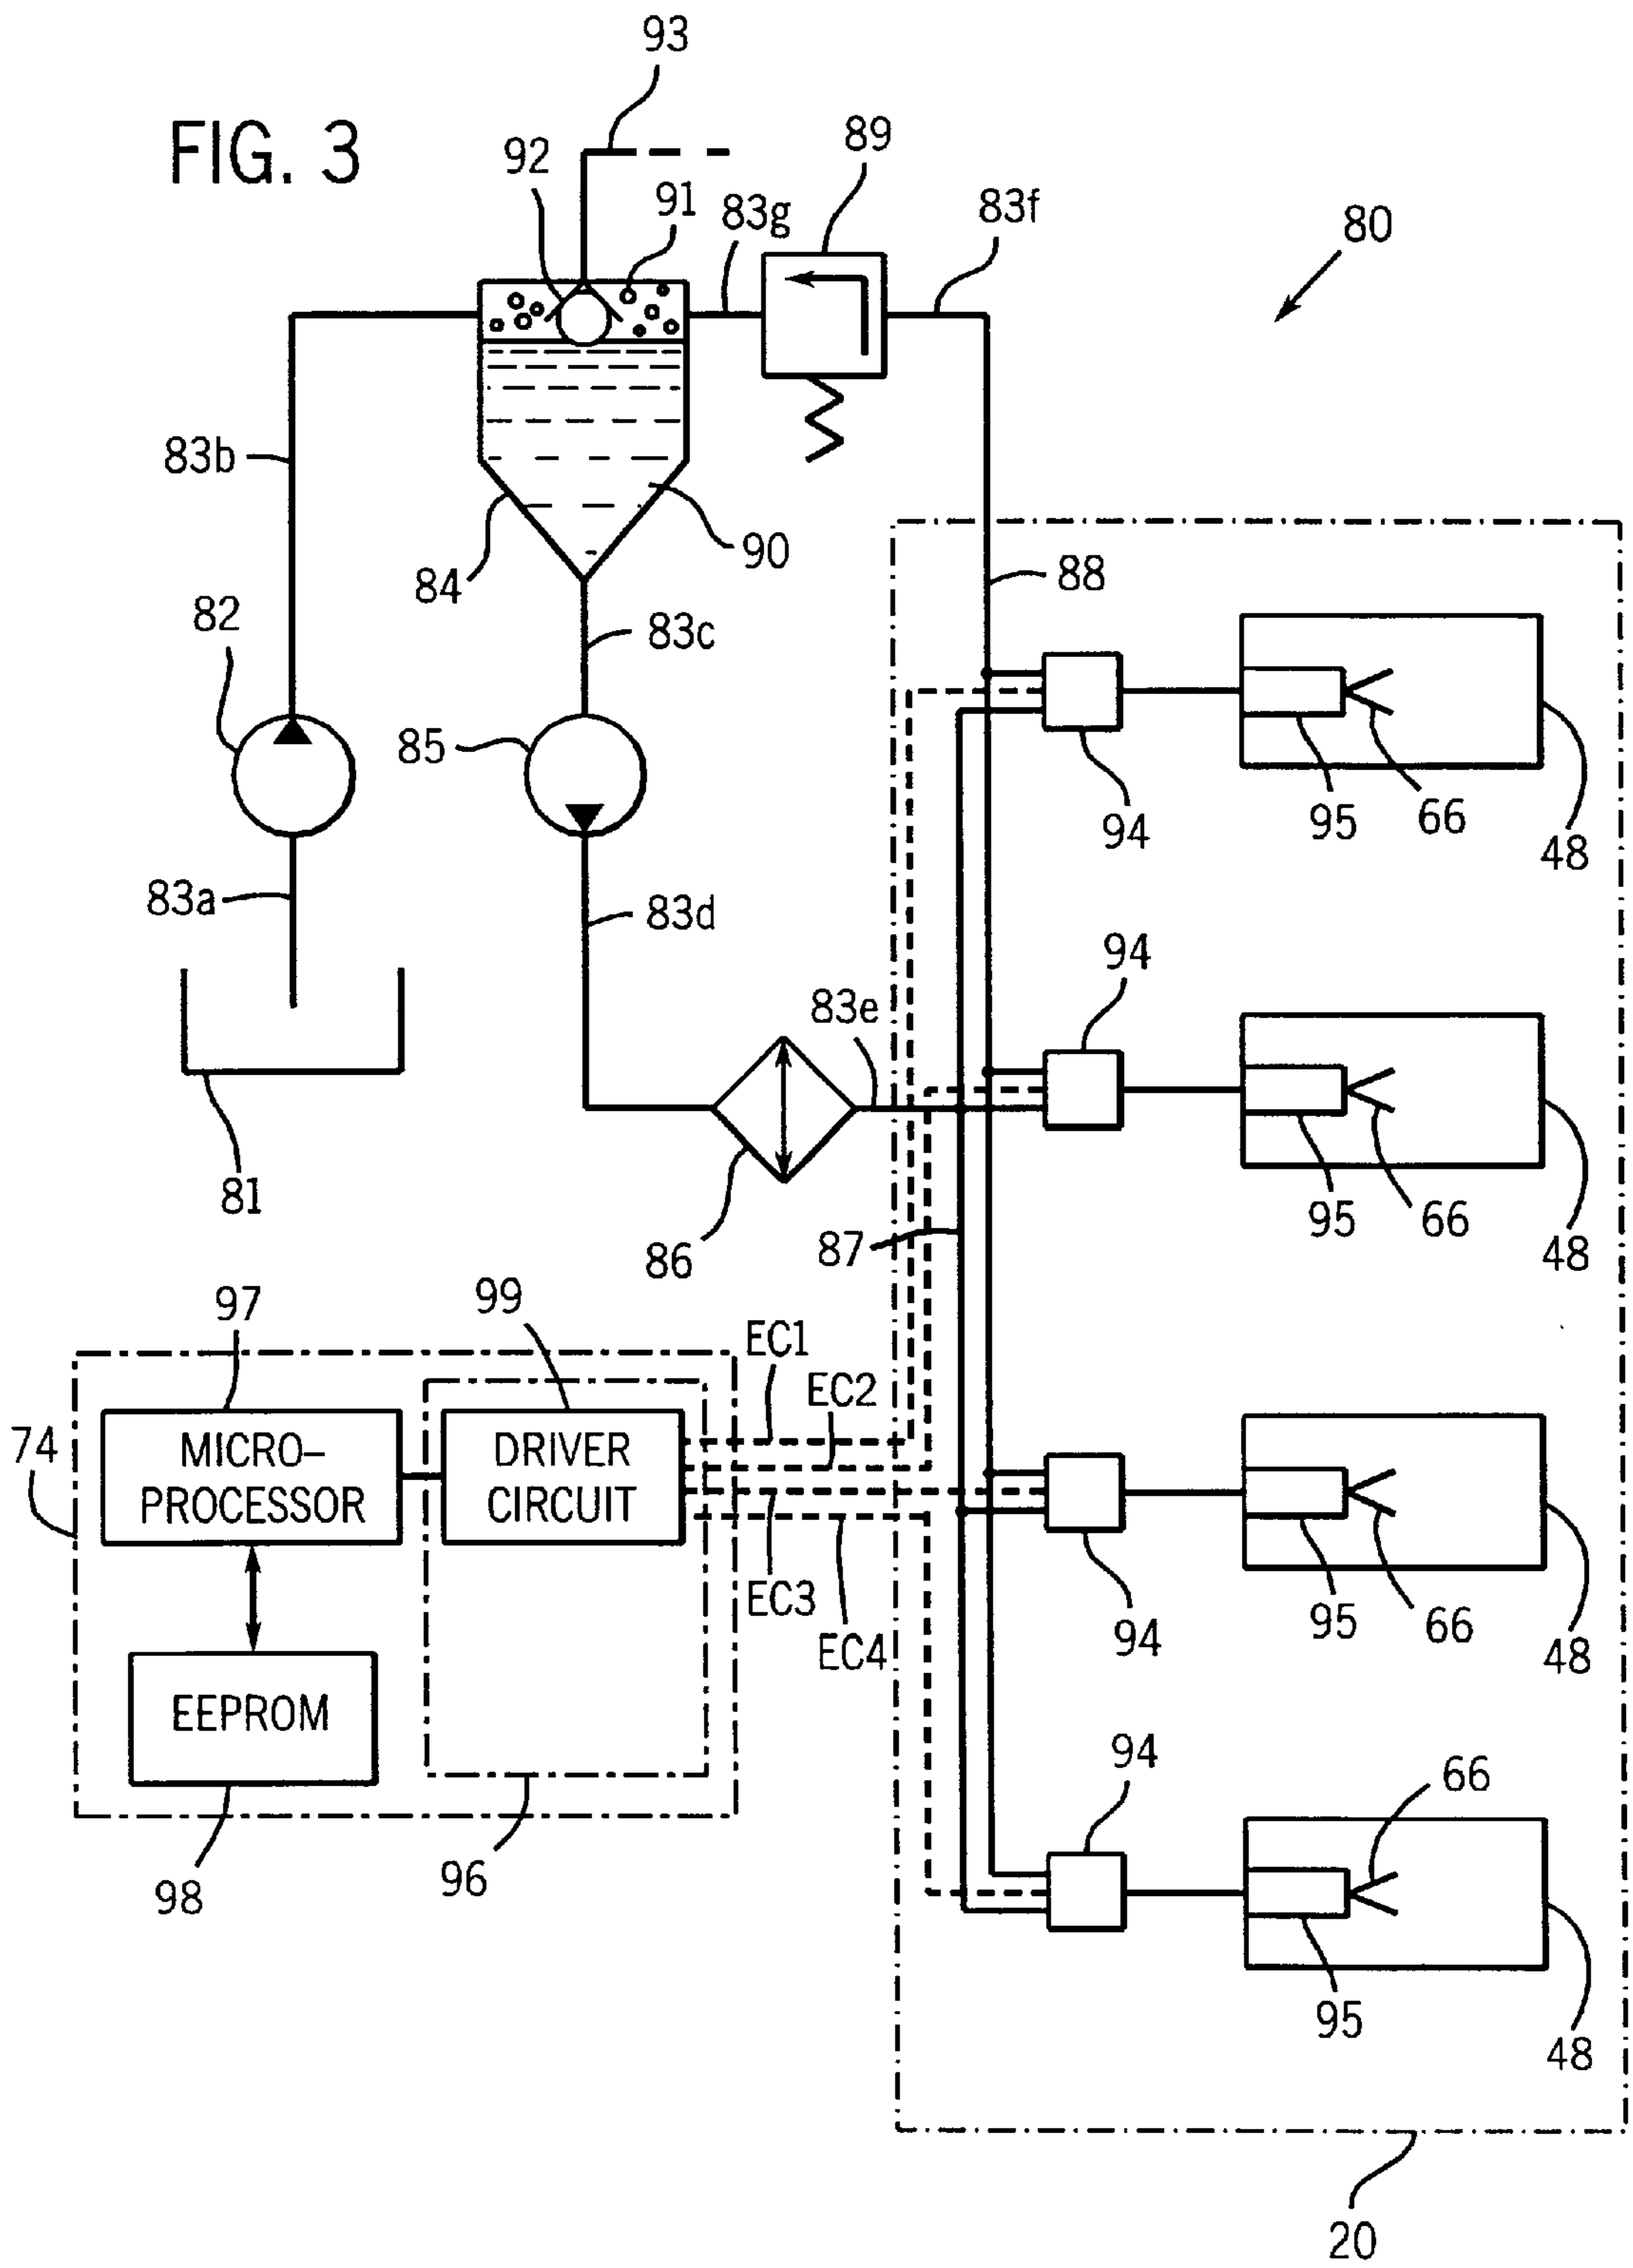 93
FIG. 3
92
91
83g
89
83f
80
83b
84
90
88
82
83c
85
95
66
48
94
83a
83d
94
83e
81
86
87
95
66
48
97
99
EC1
EC2
74
MICRO-
PROCESSOR
DRIVER
CIRCUIT
EC3
EC4
94
95
66
48
EEPROM
94
66
98
96
95
48
20